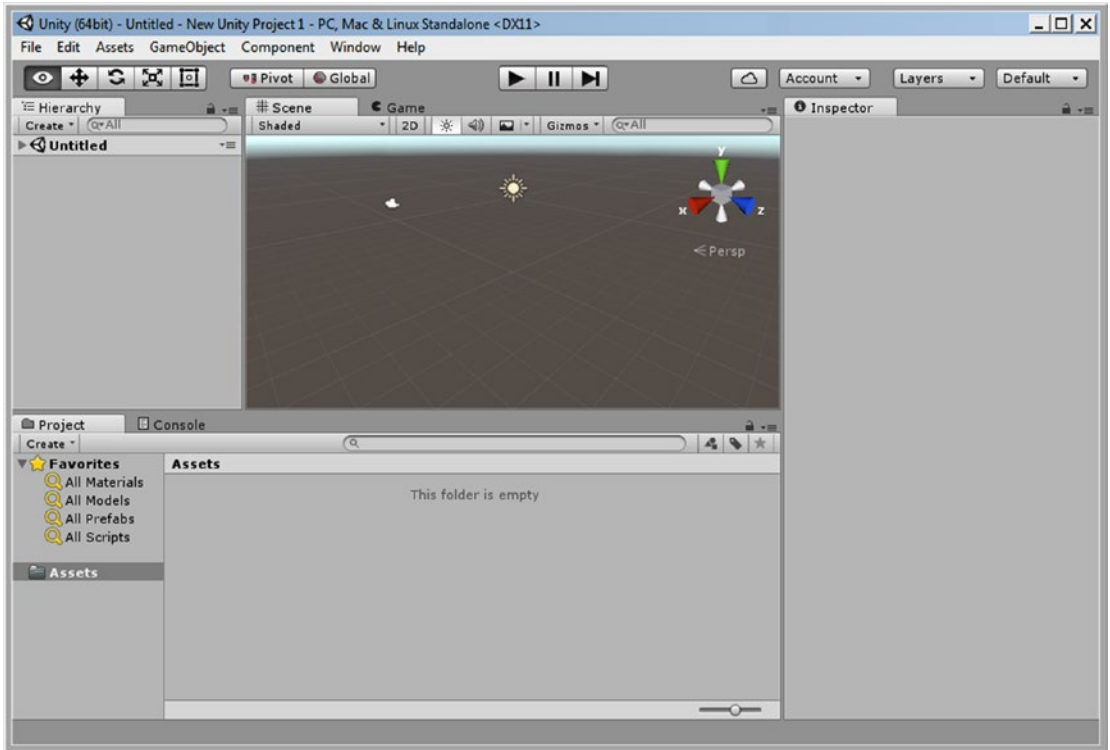 Unity (64bit) - Untitled - New Unity Project 1 - PC, Mac & Linux Standalone <DX11>
File Edit Assets GameObject Component Window Help
Pivot Global Account Layers Default
Hierarchy Scene Game Inspector
Create All Shaded 2D Gizmos All
Untitled
y
x z
Persp
Project Console
Create
Favorites Assets
All Materials
All Models This folder is empty
All Prefabs
All Scripts
Assets